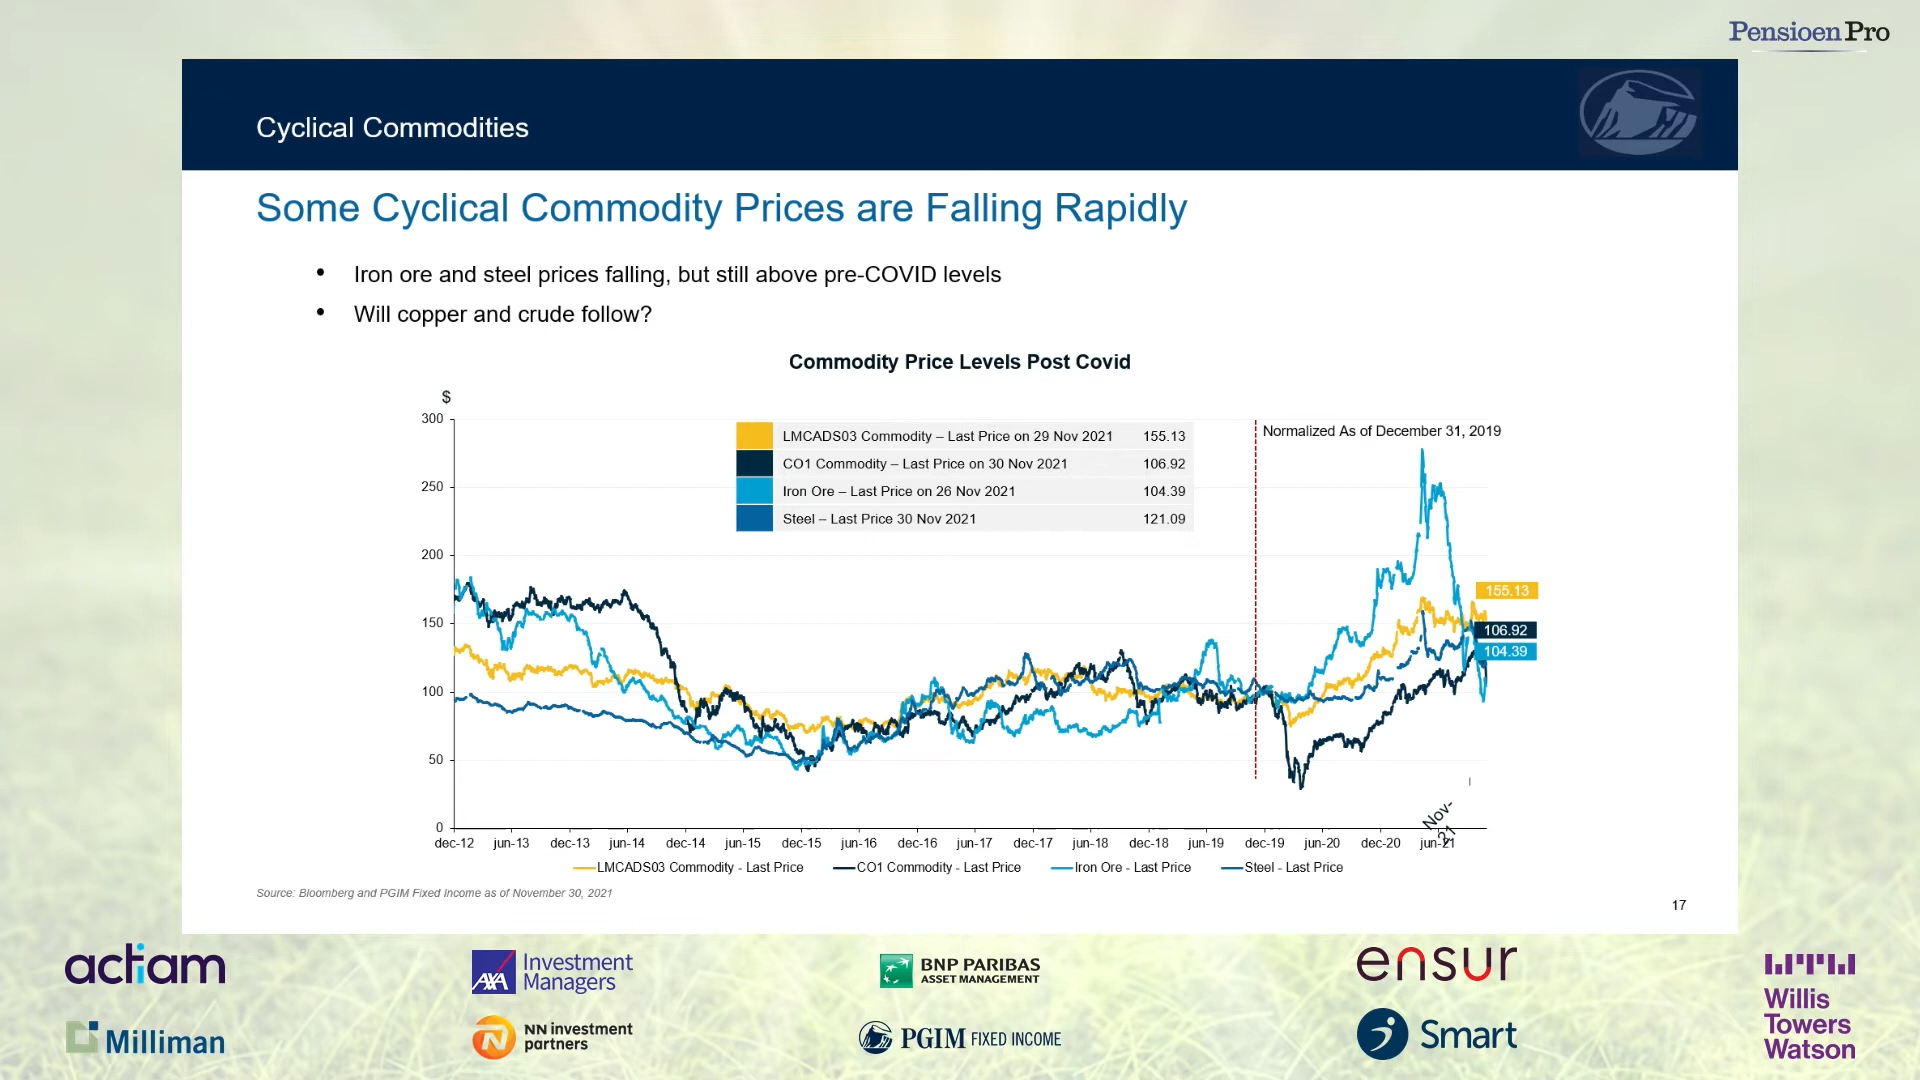 Pensioen Pro
Cyclical Commodities
Some Cyclical Commodity Prices are Falling Rapidly
• Iron ore and steel prices falling, but still above pre-COVID levels
• Will copper and crude follow?
Commodity Price Levels Post Covid
$
300
250
200
150
100
50
0
LMCADS03 Commodity – Last Price on 29 Nov 2021 155.13
CO1 Commodity – Last Price on 30 Nov 2021 106.92
Iron Ore – Last Price on 26 Nov 2021 104.39
Steel – Last Price 30 Nov 2021 121.09
Normalized As of December 31, 2019
155.13
106.92
104.39
Nov-
21
dec-12 jun-13 dec-13 jun-14 dec-14 jun-15 dec-15 jun-16 dec-16 jun-17 dec-17 jun-18 dec-18 jun-19 dec-19 jun-20 dec-20 jun-21
LMCADS03 Commodity - Last Price CO1 Commodity - Last Price Iron Ore - Last Price Steel - Last Price
Source: Bloomberg and PGIM Fixed Income as of November 30, 2021
17
actiam
AXA Investment
Managers
BNP PARIBAS
ASSET MANAGEMENT
ensur
Willis
Towers
Watson
Milliman
NN investment
partners
PGIM FIXED INCOME
Smart